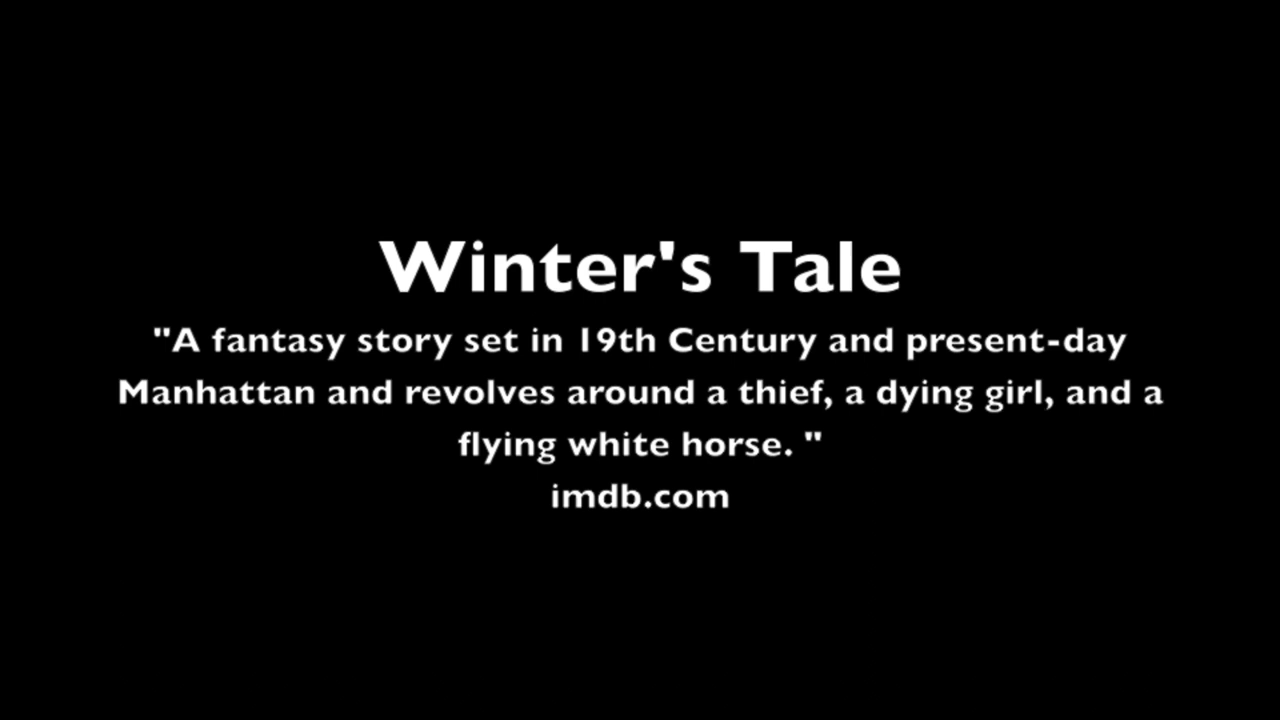 Winter's Tale
"A fantasy story set in 19th Century and present-day
Manhattan and revolves around a thief, a dying girl, and a
flying white horse. "
imdb.com